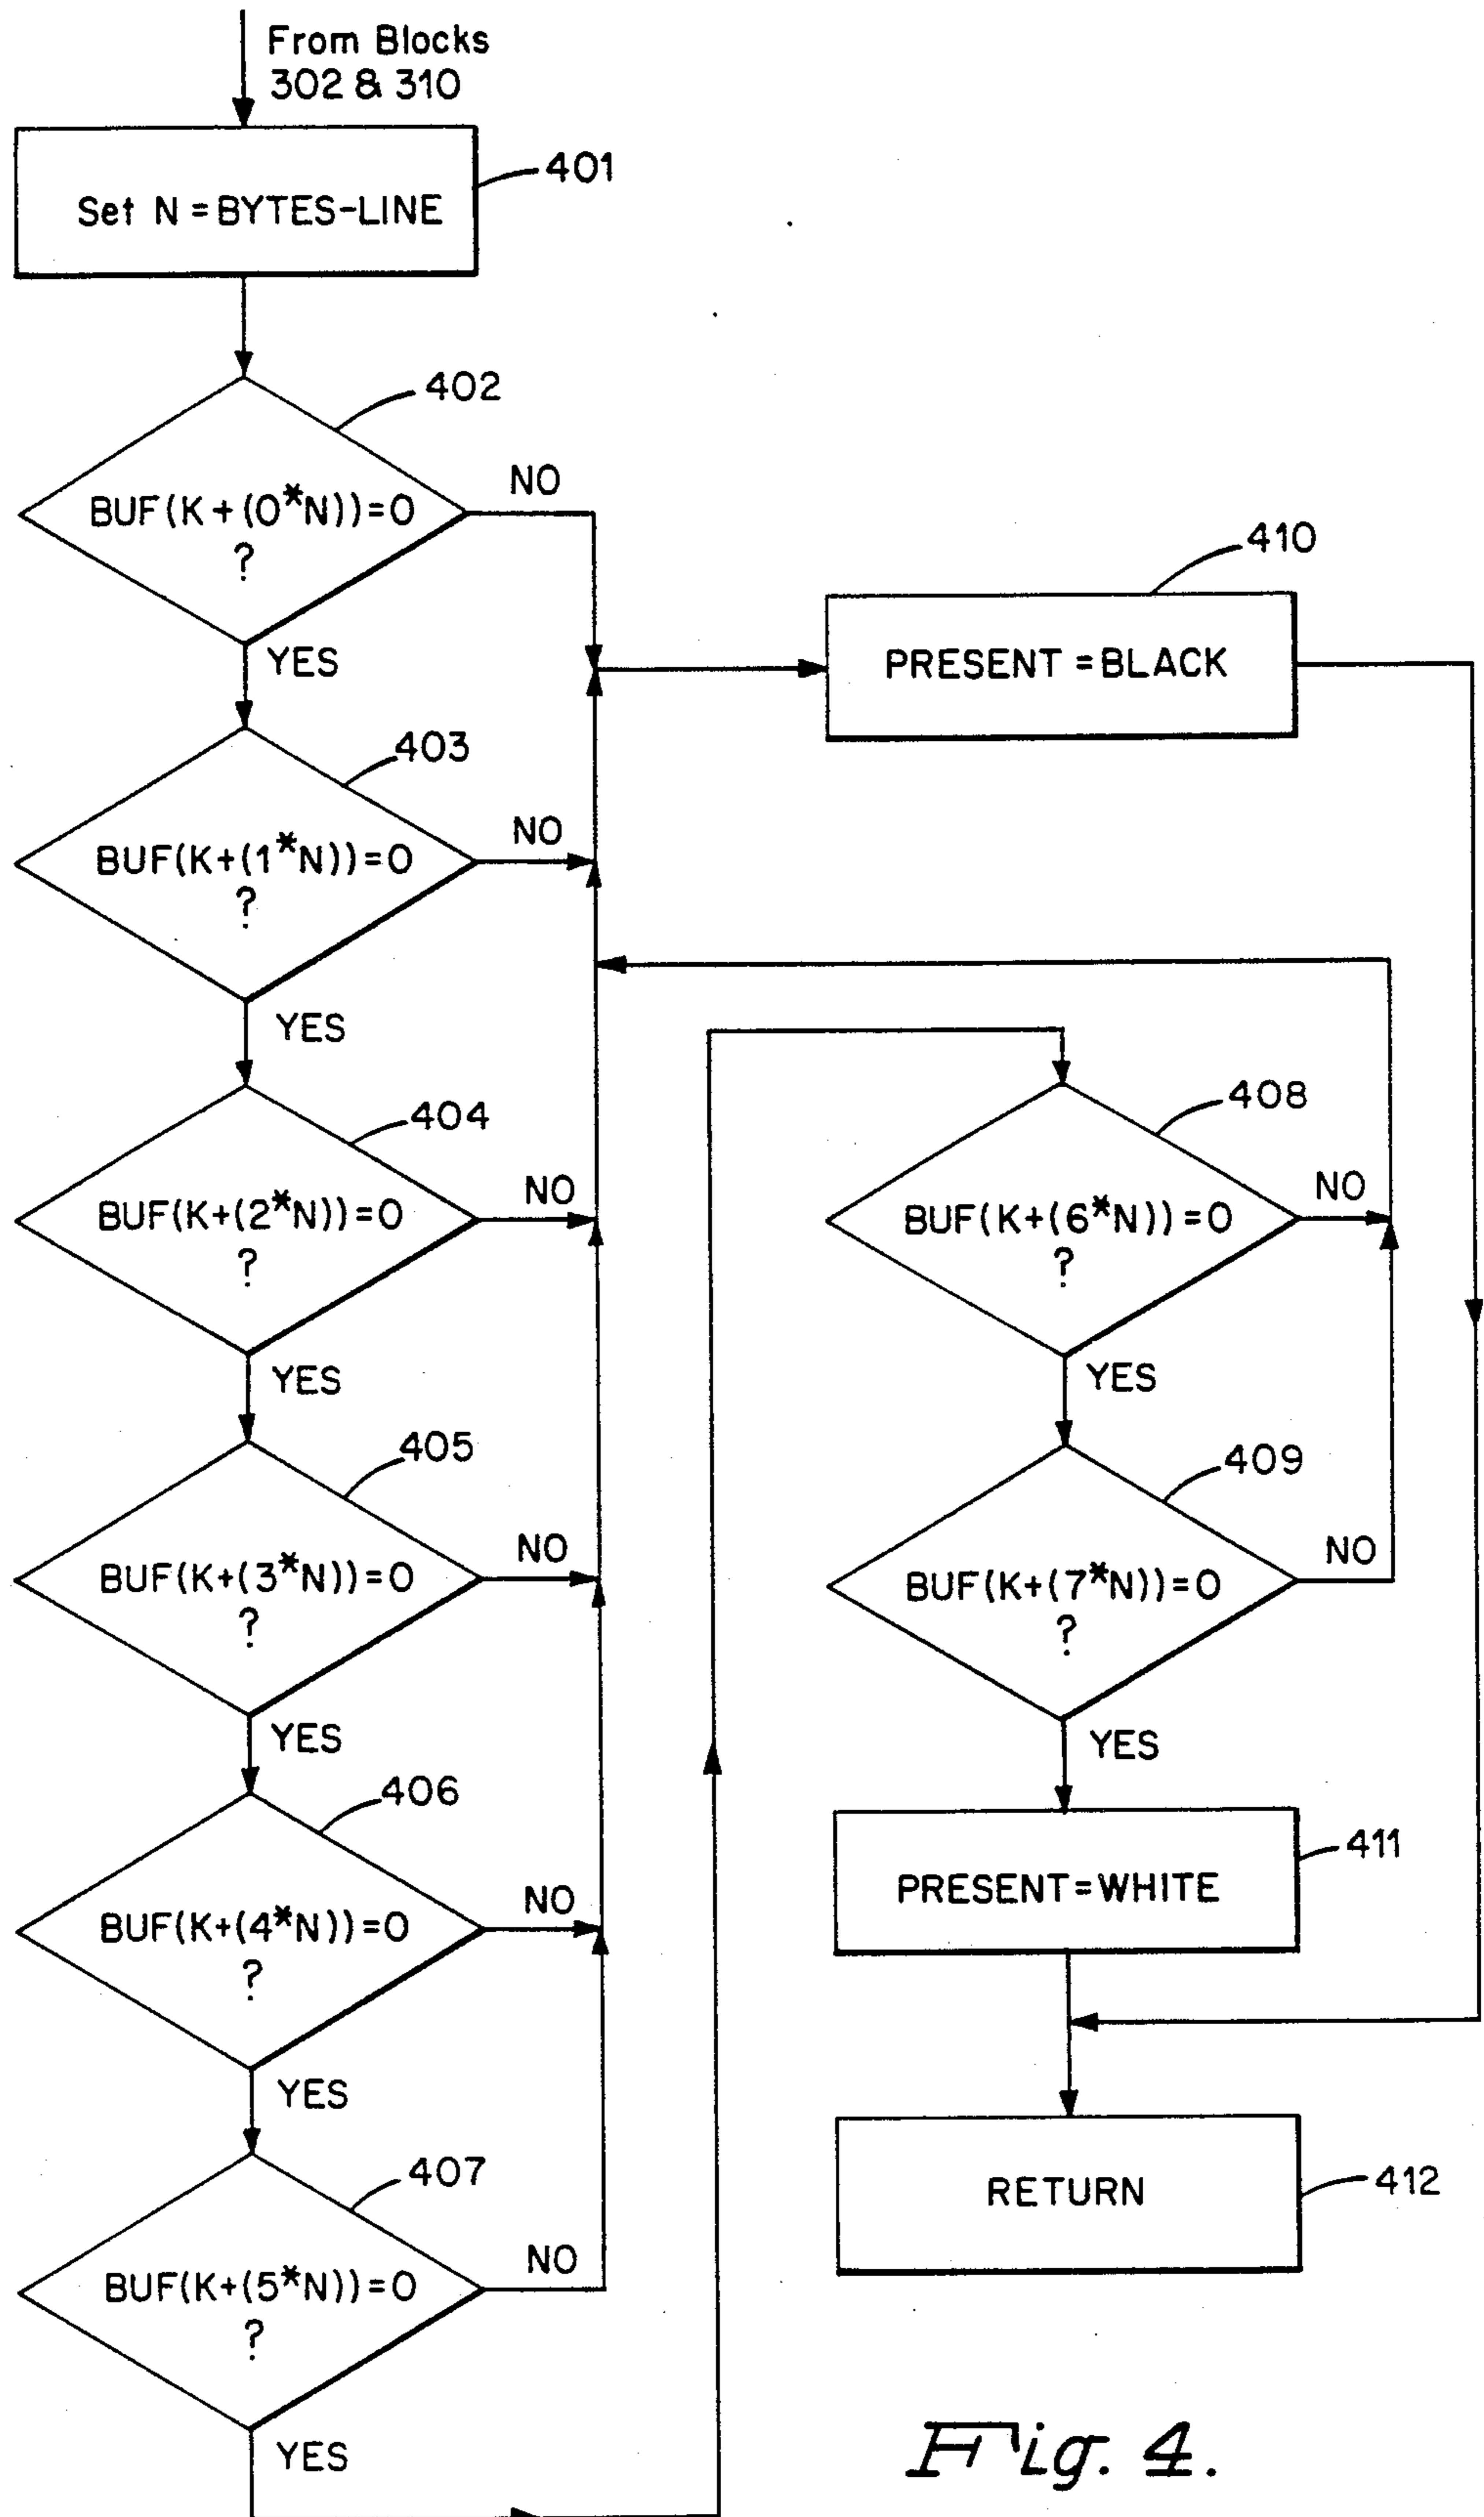 From Blocks
302 & 310
401
Set N = BYTES-LINE
402
BUF(K+(0*N))=0
?
NO
YES
403
BUF(K+(1*N))=0
?
NO
YES
404
BUF(K+(2*N))=0
?
NO
YES
405
BUF(K+(3*N))=0
?
NO
YES
406
BUF(K+(4*N))=0
?
NO
YES
407
BUF(K+(5*N))=0
?
NO
YES
410
PRESENT = BLACK
408
BUF(K+(6*N))=0
?
NO
YES
409
BUF(K+(7*N))=0
?
NO
YES
411
PRESENT=WHITE
RETURN
412
Fig. 4.